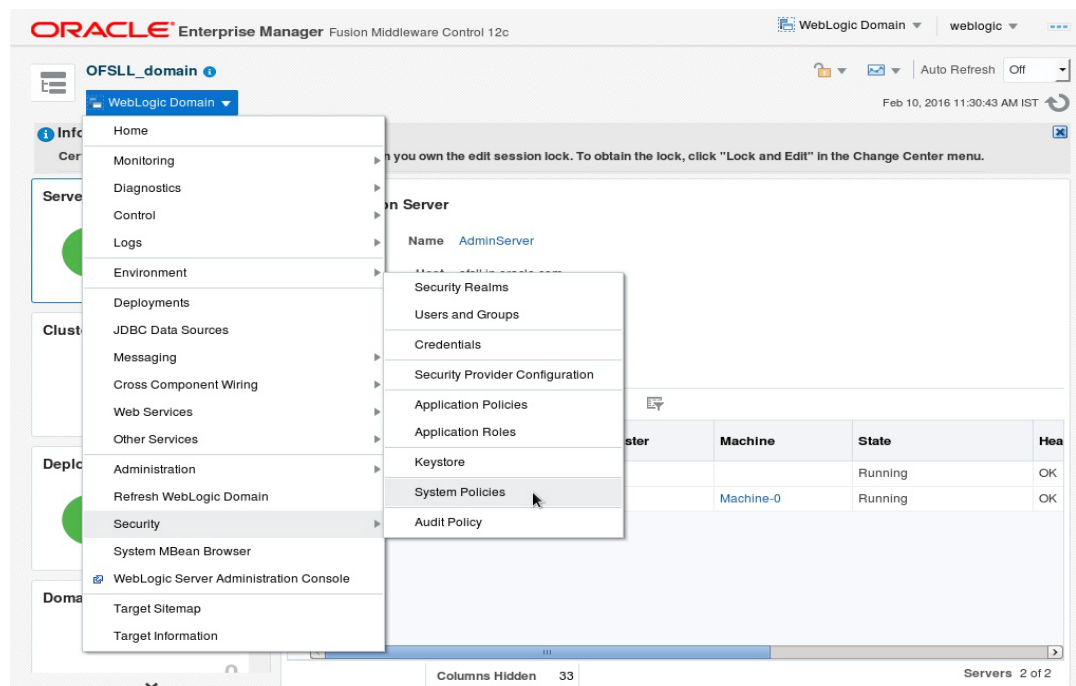 ORACLE Enterprise Manager Fusion Middleware Control 12c
WebLogic Domain
weblogic
OFSLL_domain
Auto Refresh Off
WebLogic Domain
Feb 10, 2016 11:30:43 AM IST
n you own the edit session lock. To obtain the lock, click "Lock and Edit" in the Change Center menu.
Home
Monitoring
Diagnostics
Control
Logs
Environment
Deployments
JDBC Data Sources
Messaging
Cross Component Wiring
Web Services
Other Services
Administration
Refresh WebLogic Domain
Security
System MBean Browser
WebLogic Server Administration Console
Target Sitemap
Target Information
Security Realms
Users and Groups
Credentials
Security Provider Configuration
Application Policies
Application Roles
Keystore
System Policies
Audit Policy
on Server
Name AdminServer
Machine State Hea
Running OK
Machine-0 Running OK
Columns Hidden 33
Servers 2 of 2